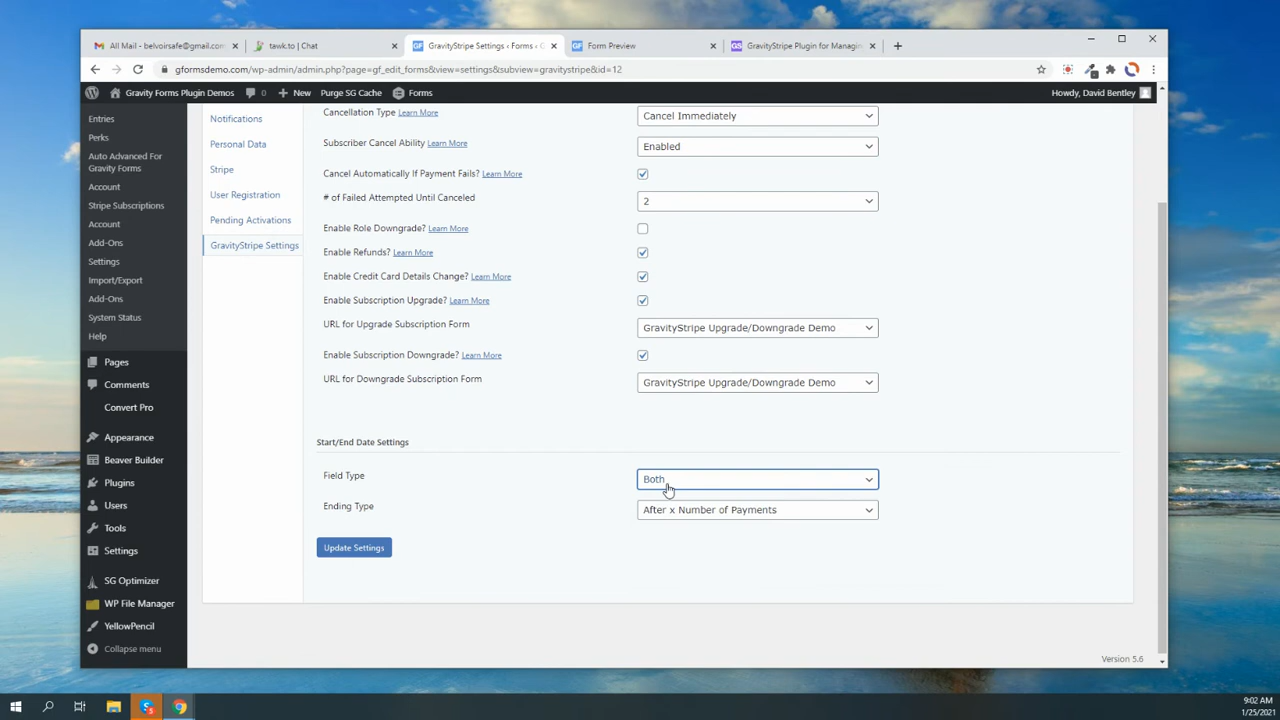 All Mail - belvoirsafe@gmail.com
tawk.to | Chat
GravityStripe Settings ‹ Forms ‹ G
Form Preview
GravityStripe Plugin for Managin
gformsdemo.com/wp-admin/admin.php?page=gf_edit_forms&view=settings&subview=gravitystripe&id=12
Gravity Forms Plugin Demos
0
New
Purge SG Cache
Forms
Howdy, David Bentley
Entries
Perks
Auto Advanced For
Gravity Forms
Account
Stripe Subscriptions
Account
Add-Ons
Settings
Import/Export
Add-Ons
System Status
Help
Pages
Comments
Convert Pro
Appearance
Beaver Builder
Plugins
Users
Tools
Settings
SG Optimizer
WP File Manager
YellowPencil
Collapse menu
Notifications
Personal Data
Stripe
User Registration
Pending Activations
GravityStripe Settings
Cancellation Type Learn More
Cancel Immediately
Subscriber Cancel Ability Learn More
Enabled
Cancel Automatically If Payment Fails? Learn More
# of Failed Attempted Until Canceled
2
Enable Role Downgrade? Learn More
Enable Refunds? Learn More
Enable Credit Card Details Change? Learn More
Enable Subscription Upgrade? Learn More
URL for Upgrade Subscription Form
GravityStripe Upgrade/Downgrade Demo
Enable Subscription Downgrade? Learn More
URL for Downgrade Subscription Form
GravityStripe Upgrade/Downgrade Demo
Start/End Date Settings
Field Type
Both
Ending Type
After x Number of Payments
Update Settings
Version 5.6
9:02 AM
1/25/2021